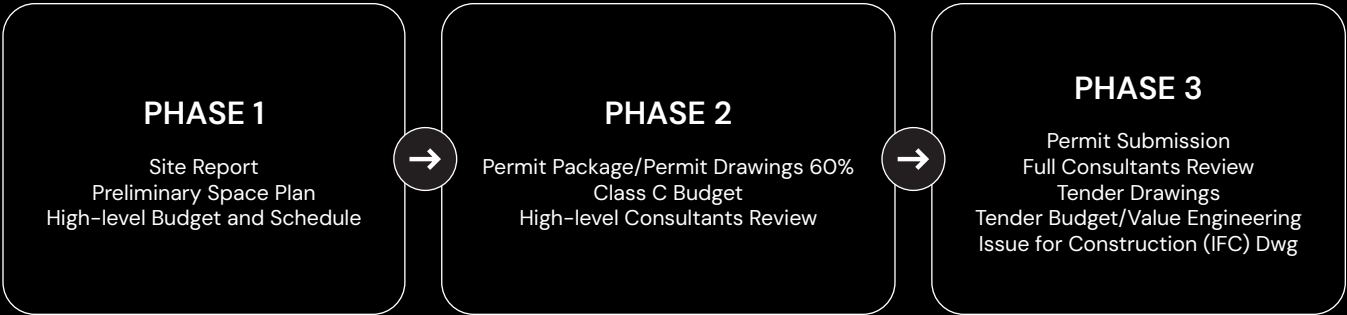 PHASE 1
Site Report
Preliminary Space Plan
High-level Budget and Schedule
PHASE 2
Permit Package/Permit Drawings 60%
Class C Budget
High-level Consultants Review
PHASE 3
Permit Submission
Full Consultants Review
Tender Drawings
Tender Budget/Value Engineering
Issue for Construction (IFC) Dwg